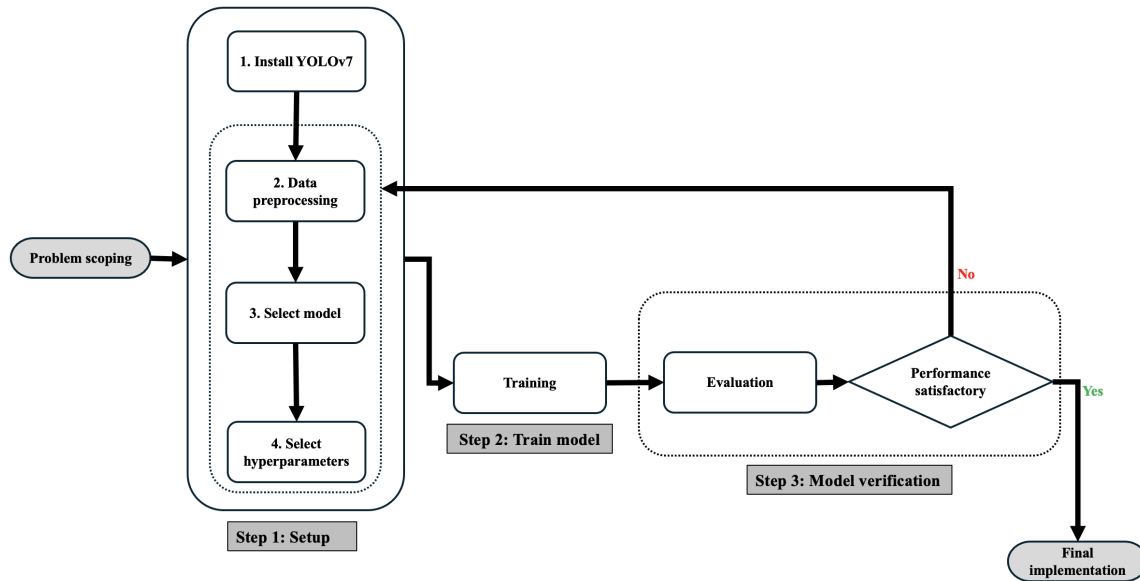 1. Install YOLOv7
2. Data
preprocessing
Problem scoping
3. Select model
4. Select
hyperparameters
Step 1: Setup
Training
Step 2: Train model
Evaluation
Performance
satisfactory
No
Yes
Step 3: Model verification
Final
implementation